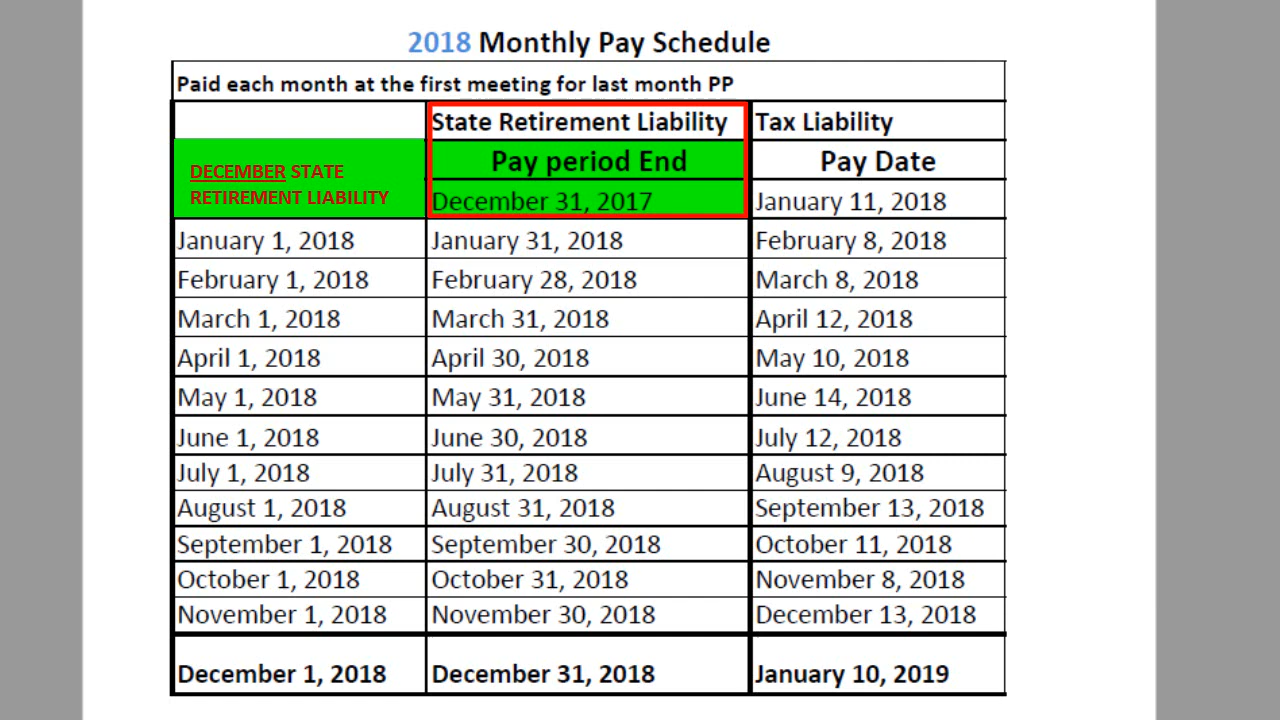 2018 Monthly Pay Schedule
Paid each month at the first meeting for last month PP
State Retirement Liability Tax Liability
DECEMBER STATE RETIREMENT LIABILITY
Pay period End Pay Date
December 31, 2017 January 11, 2018
January 1, 2018 January 31, 2018 February 8, 2018
February 1, 2018 February 28, 2018 March 8, 2018
March 1, 2018 March 31, 2018 April 12, 2018
April 1, 2018 April 30, 2018 May 10, 2018
May 1, 2018 May 31, 2018 June 14, 2018
June 1, 2018 June 30, 2018 July 12, 2018
July 1, 2018 July 31, 2018 August 9, 2018
August 1, 2018 August 31, 2018 September 13, 2018
September 1, 2018 September 30, 2018 October 11, 2018
October 1, 2018 October 31, 2018 November 8, 2018
November 1, 2018 November 30, 2018 December 13, 2018
December 1, 2018 December 31, 2018 January 10, 2019